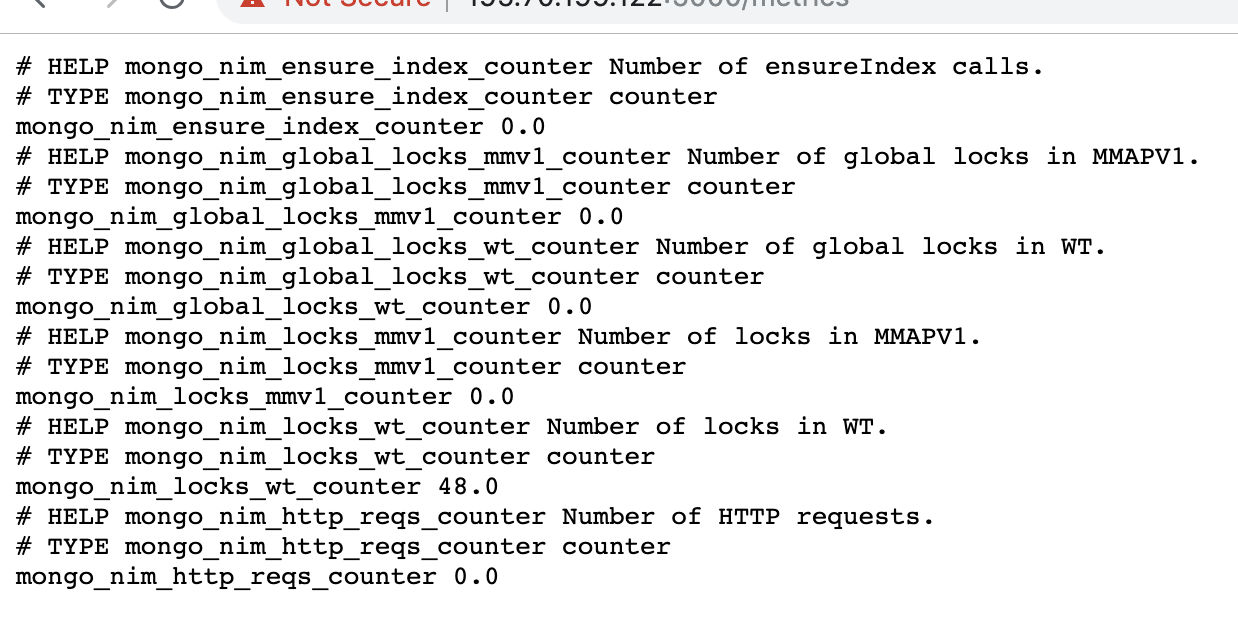 Not Secure
# HELP mongo_nim_ensure_index_counter Number of ensureIndex calls.
# TYPE mongo_nim_ensure_index_counter counter
mongo_nim_ensure_index_counter 0.0
# HELP mongo_nim_global_locks_mmv1_counter Number of global locks in MMAPV1.
# TYPE mongo_nim_global_locks_mmv1_counter counter
mongo_nim_global_locks_mmv1_counter 0.0
# HELP mongo_nim_global_locks_wt_counter Number of global locks in WT.
# TYPE mongo_nim_global_locks_wt_counter counter
mongo_nim_global_locks_wt_counter 0.0
# HELP mongo_nim_locks_mmv1_counter Number of locks in MMAPV1.
# TYPE mongo_nim_locks_mmv1_counter counter
mongo_nim_locks_mmv1_counter 0.0
# HELP mongo_nim_locks_wt_counter Number of locks in WT.
# TYPE mongo_nim_locks_wt_counter counter
mongo_nim_locks_wt_counter 48.0
# HELP mongo_nim_http_reqs_counter Number of HTTP requests.
# TYPE mongo_nim_http_reqs_counter counter
mongo_nim_http_reqs_counter 0.0